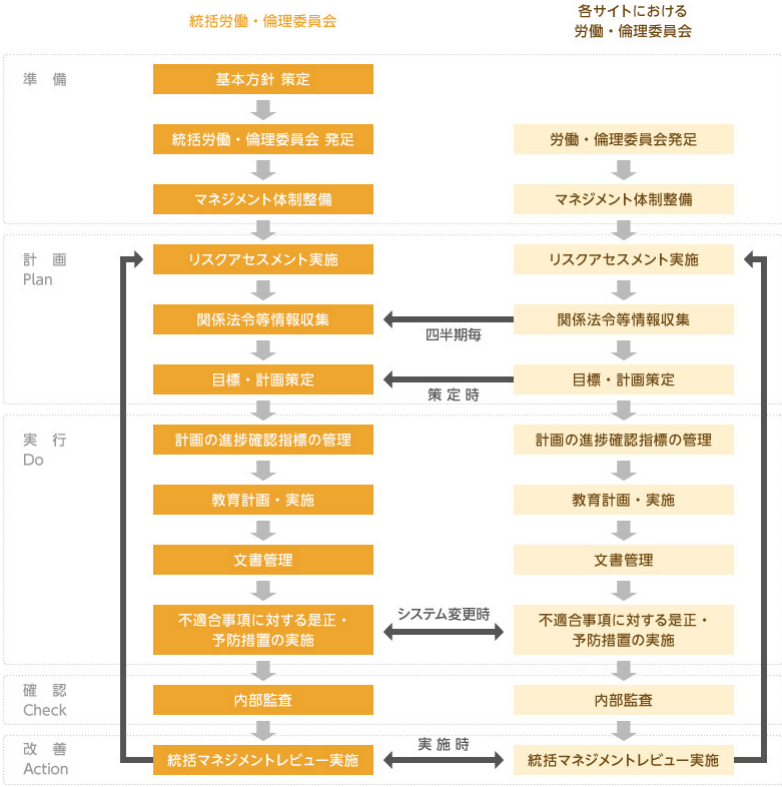 統括労働・倫理委員会
各サイトにおける
労働・倫理委員会
準 備
基本方針 策定
統括労働・倫理委員会 発足
労働・倫理委員会発足
マネジメント体制整備
マネジメント体制整備
計 画
Plan
リスクアセスメント実施
リスクアセスメント実施
関係法令等情報収集
四半期毎
関係法令等情報収集
目標・計画策定
策 定 時
目標・計画策定
実 行
Do
計画の進捗確認指標の管理
計画の進捗確認指標の管理
教育計画・実施
教育計画・実施
文書管理
文書管理
不適合事項に対する是正・
予防措置の実施
システム変更時
不適合事項に対する是正・
予防措置の実施
確 認
Check
内部監査
内部監査
改 善
Action
統括マネジメントレビュー実施
実 施 時
統括マネジメントレビュー実施